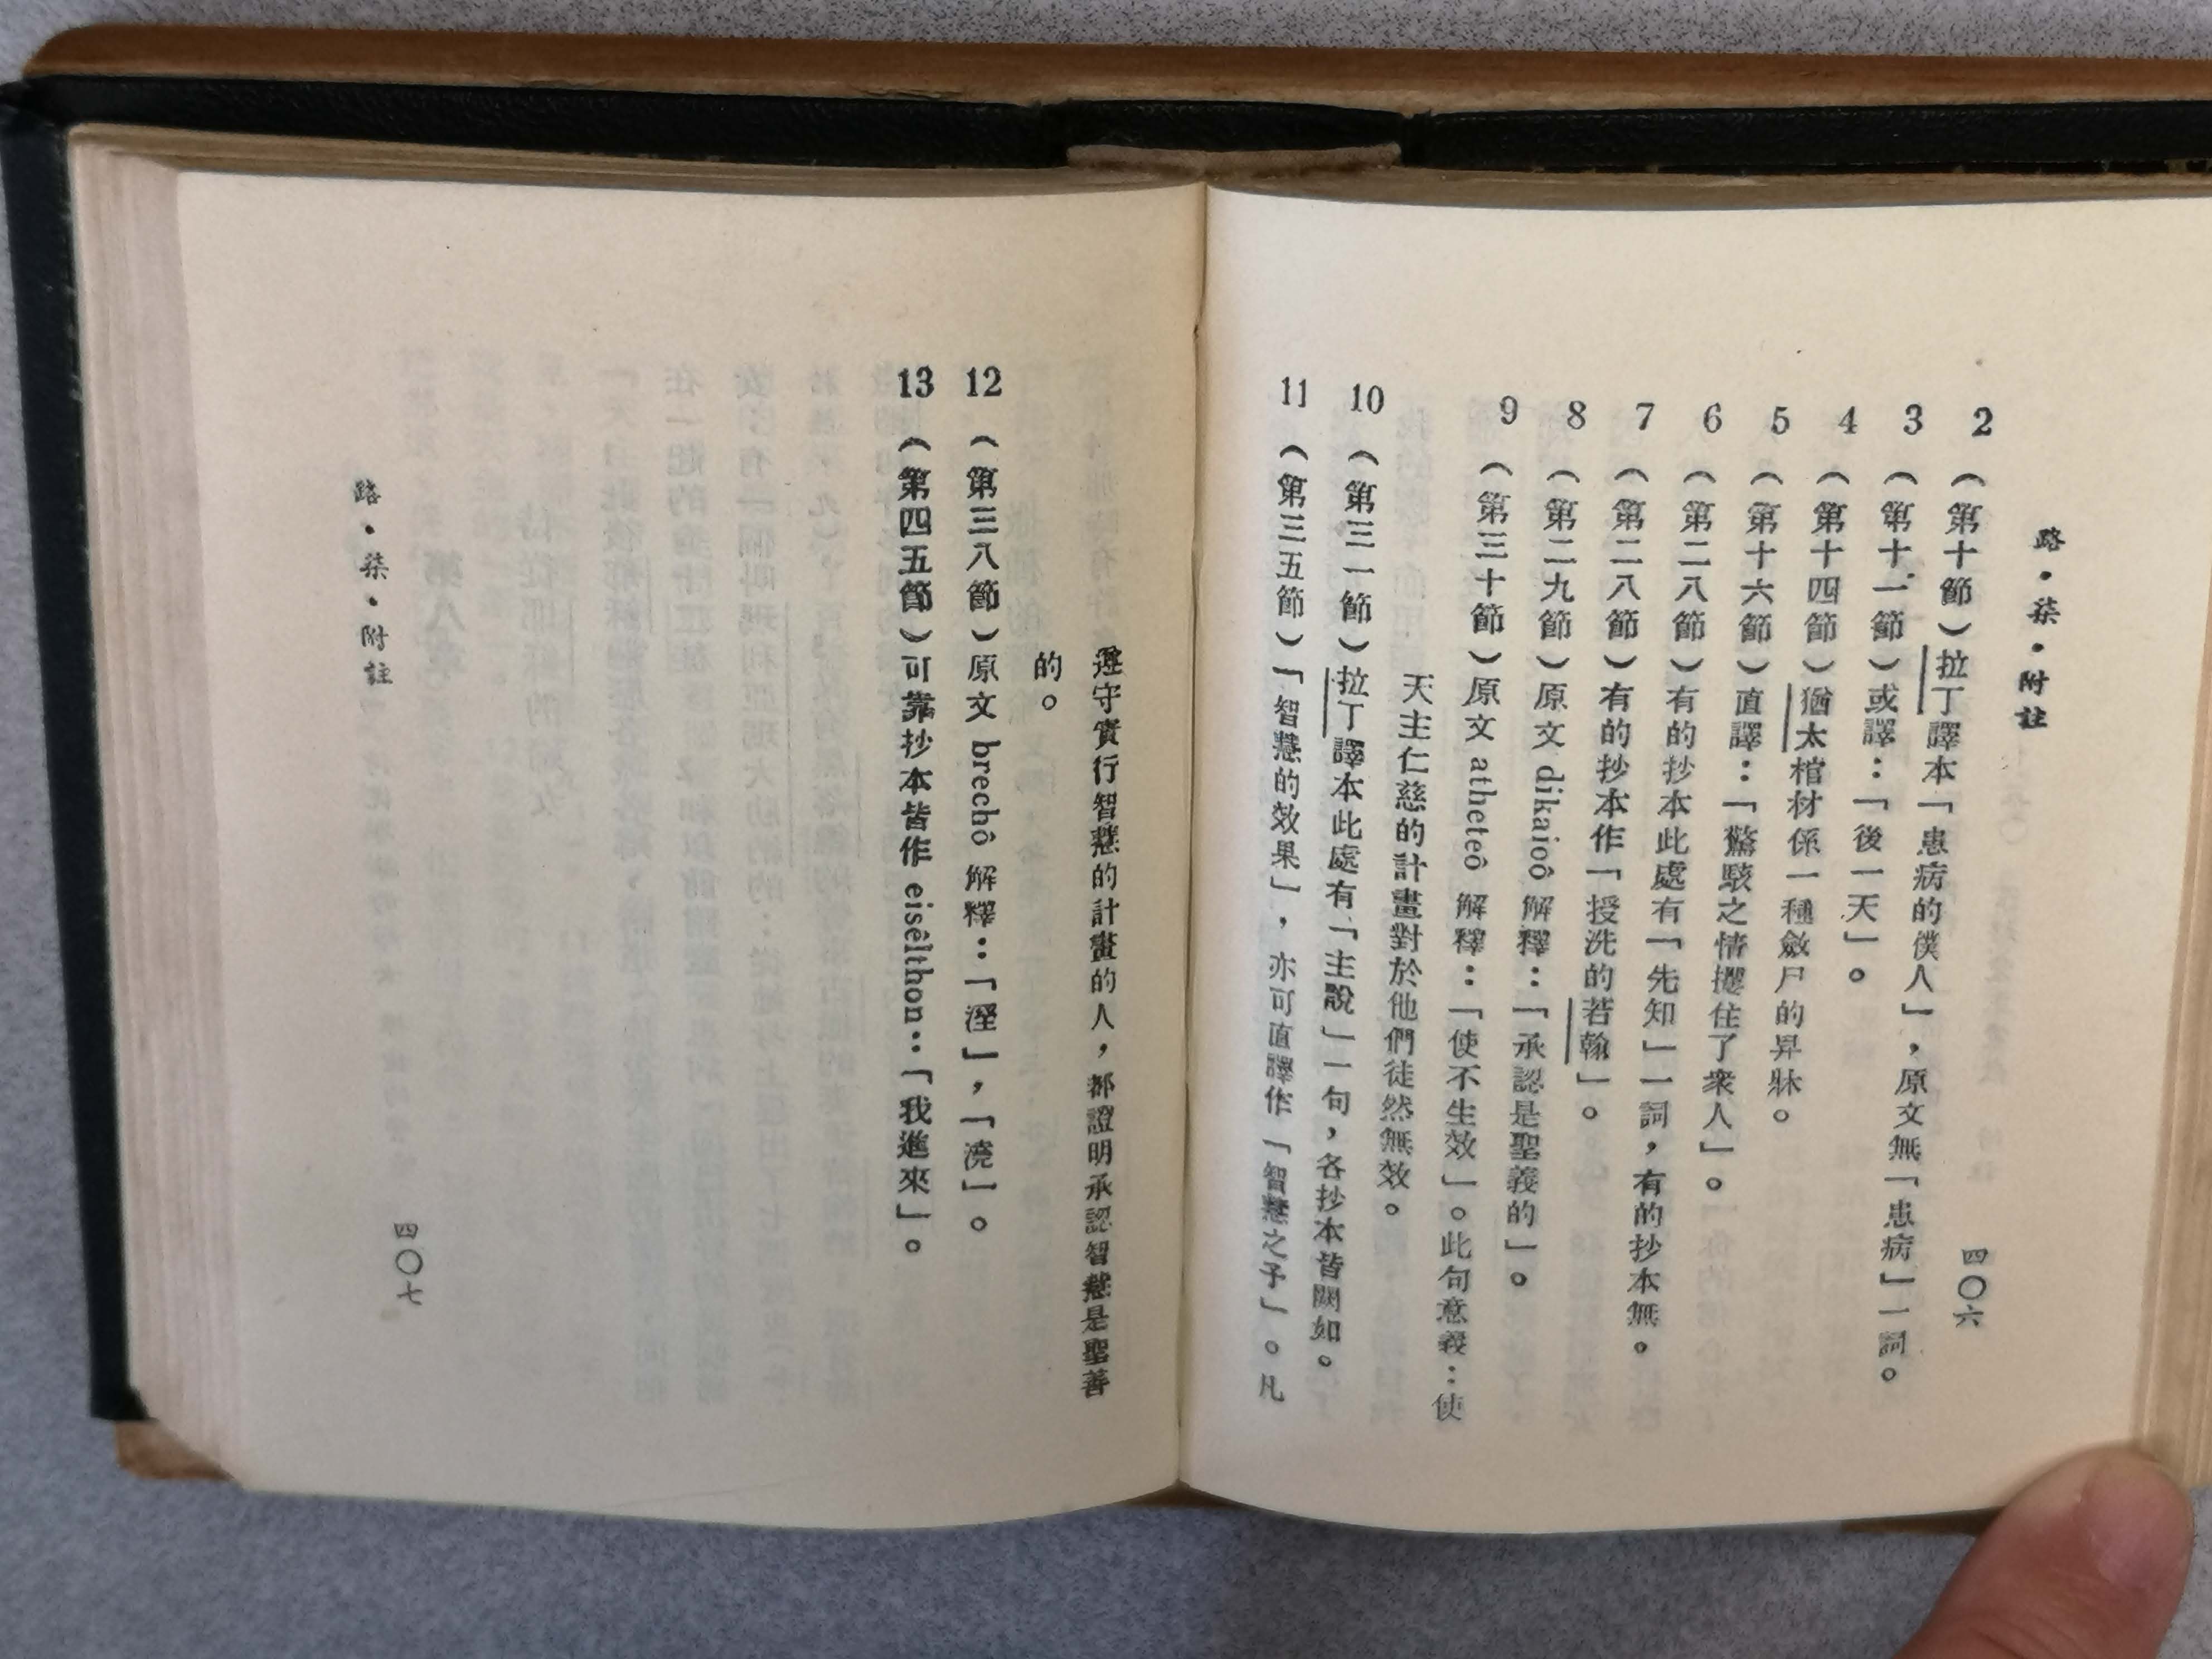 路・柒・附註
四〇六
2（第十節）拉丁譯本「患病的僕人」，原文無「患病」一詞。
3（第十一節）或譯：「後一天」。
4（第十四節）猶太棺材係一種斂尸的昇牀。
5（第十六節）直譯：「驚駭之情攫住了衆人」。
6（第二八節）有的抄本此處有「先知」一詞，有的抄本無。
7（第二八節）有的抄本作「授洗的若翰」。
8（第二九節）原文 dikaioô 解釋：「承認是聖義的」。
9（第三十節）原文 atheteô 解釋：「使不生效」。此句意義：使
天主仁慈的計畫對於他們徒然無效。
10（第三一節）拉丁譯本此處有「主說」一句，各抄本皆闕如。
11（第三五節）「智慧的效果」，亦可直譯作「智慧之子」。凡
遵守實行智慧的計畫的人，都證明承認智慧是聖善
的。
12（第三八節）原文 brechô 解釋：「溼」，「澆」。
13（第四五節）可靠抄本皆作 eisêlthon：「我進來」。
路・柒・附註
四〇七